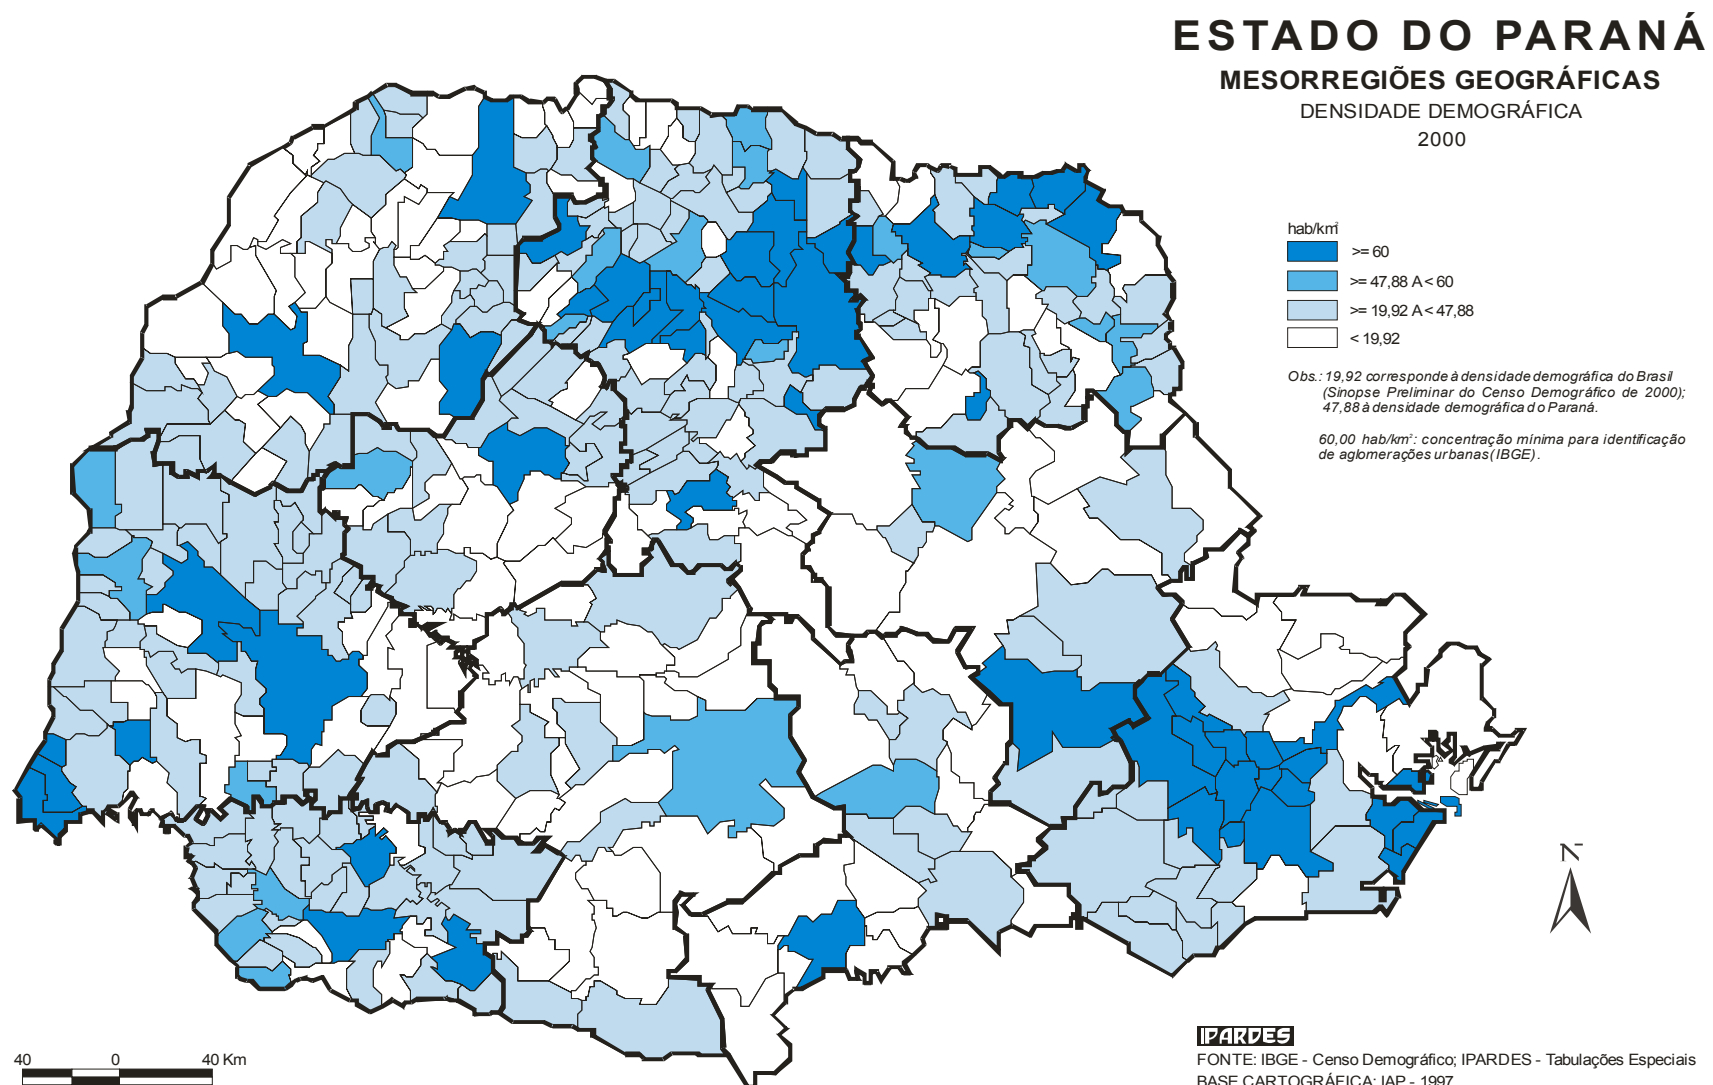 ESTADO DO PARANÁ
MESORREGIÕES GEOGRÁFICAS
DENSIDADE DEMOGRÁFICA
2000
hab/km²
>= 60
>= 47,88 A < 60
>= 19,92 A < 47,88
< 19,92
Obs.: 19,92 corresponde à densidade demográfica do Brasil
(Sinopse Preliminar do Censo Demográfico de 2000);
47,88 à densidade demográfica do Paraná.
60,00 hab/km²: concentração mínima para identificação
de aglomerações urbanas (IBGE).
N
40 0 40 Km
IPARDES
FONTE: IBGE - Censo Demográfico; IPARDES - Tabulações Especiais
BASE CARTOGRÁFICA: IAP - 1997